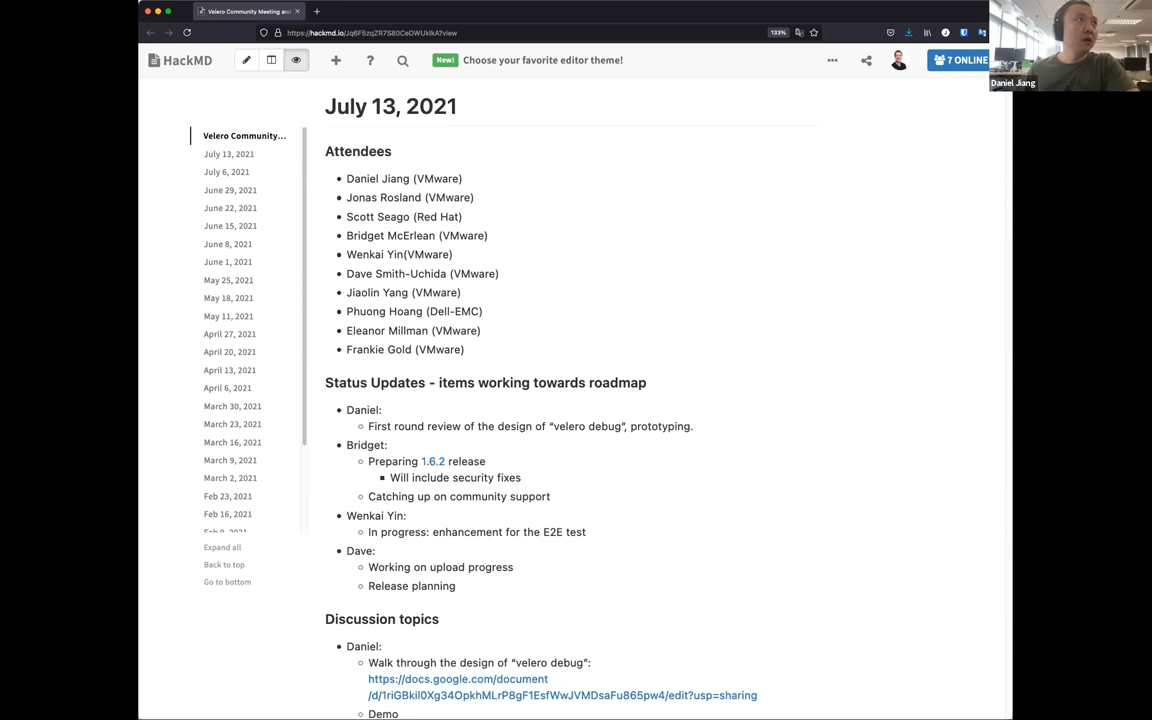 Velero Community Meeting and
https://hackmd.io/Jq6F5zqZR7S80CeDWUklkA?view
133%
HackMD
New! Choose your favorite editor theme!
7 ONLINE
Daniel Jiang
Velero Community...
July 13, 2021
July 6, 2021
June 29, 2021
June 22, 2021
June 15, 2021
June 8, 2021
June 1, 2021
May 25, 2021
May 18, 2021
May 11, 2021
April 27, 2021
April 20, 2021
April 13, 2021
April 6, 2021
March 30, 2021
March 23, 2021
March 16, 2021
March 9, 2021
March 2, 2021
Feb 23, 2021
Feb 16, 2021
Feb 9, 2021
Expand all
Back to top
Go to bottom
July 13, 2021
Attendees
Daniel Jiang (VMware)
Jonas Rosland (VMware)
Scott Seago (Red Hat)
Bridget McErlean (VMware)
Wenkai Yin(VMware)
Dave Smith-Uchida (VMware)
Jiaolin Yang (VMware)
Phuong Hoang (Dell-EMC)
Eleanor Millman (VMware)
Frankie Gold (VMware)
Status Updates - items working towards roadmap
Daniel:
First round review of the design of “velero debug”, prototyping.
Bridget:
Preparing 1.6.2 release
Will include security fixes
Catching up on community support
Wenkai Yin:
In progress: enhancement for the E2E test
Dave:
Working on upload progress
Release planning
Discussion topics
Daniel:
Walk through the design of “velero debug”:
https://docs.google.com/document
/d/1riGBkil0Xg34OpkhMLrP8gF1EsfWwJVMDsaFu865pw4/edit?usp=sharing
Demo